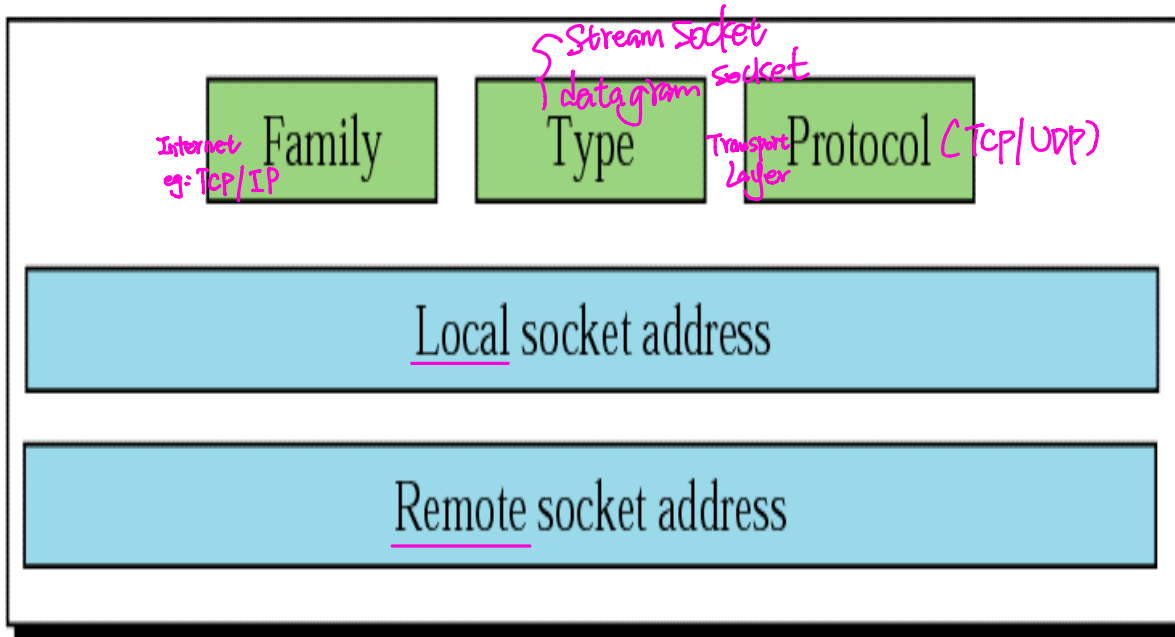 Stream Socket
datagram socket
Family
Type
Protocol (TCP/UDP)
Internet
eg: TCP/IP
Transport
Layer
Local socket address
Remote socket address